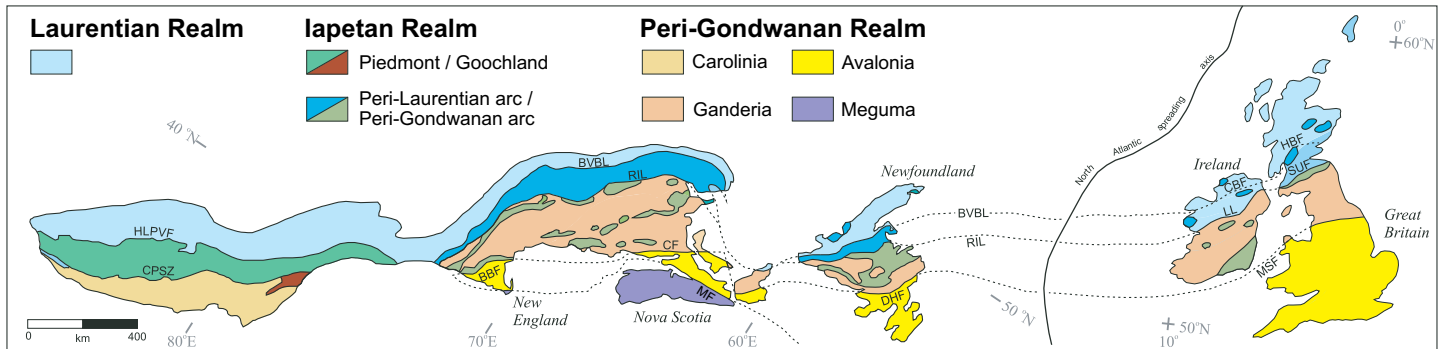 Laurentian Realm
Iapetan Realm
Piedmont / Goochland
Peri-Laurentian arc /
Peri-Gondwanan arc
Peri-Gondwanan Realm
Carolinia
Avalonia
Ganderia
Meguma
0°
60°N
40 °N
BVBL
RIL
HLPVF
CPSZ
CF
BBF
MF
New
England
Nova Scotia
Newfoundland
DHF
BVBL
RIL
North Atlantic spreading axis
Ireland
HBF
SUF
CBF
LL
MSF
Great
Britain
0
km
400
80°E
70°E
60°E
50 °N
50°N
10°